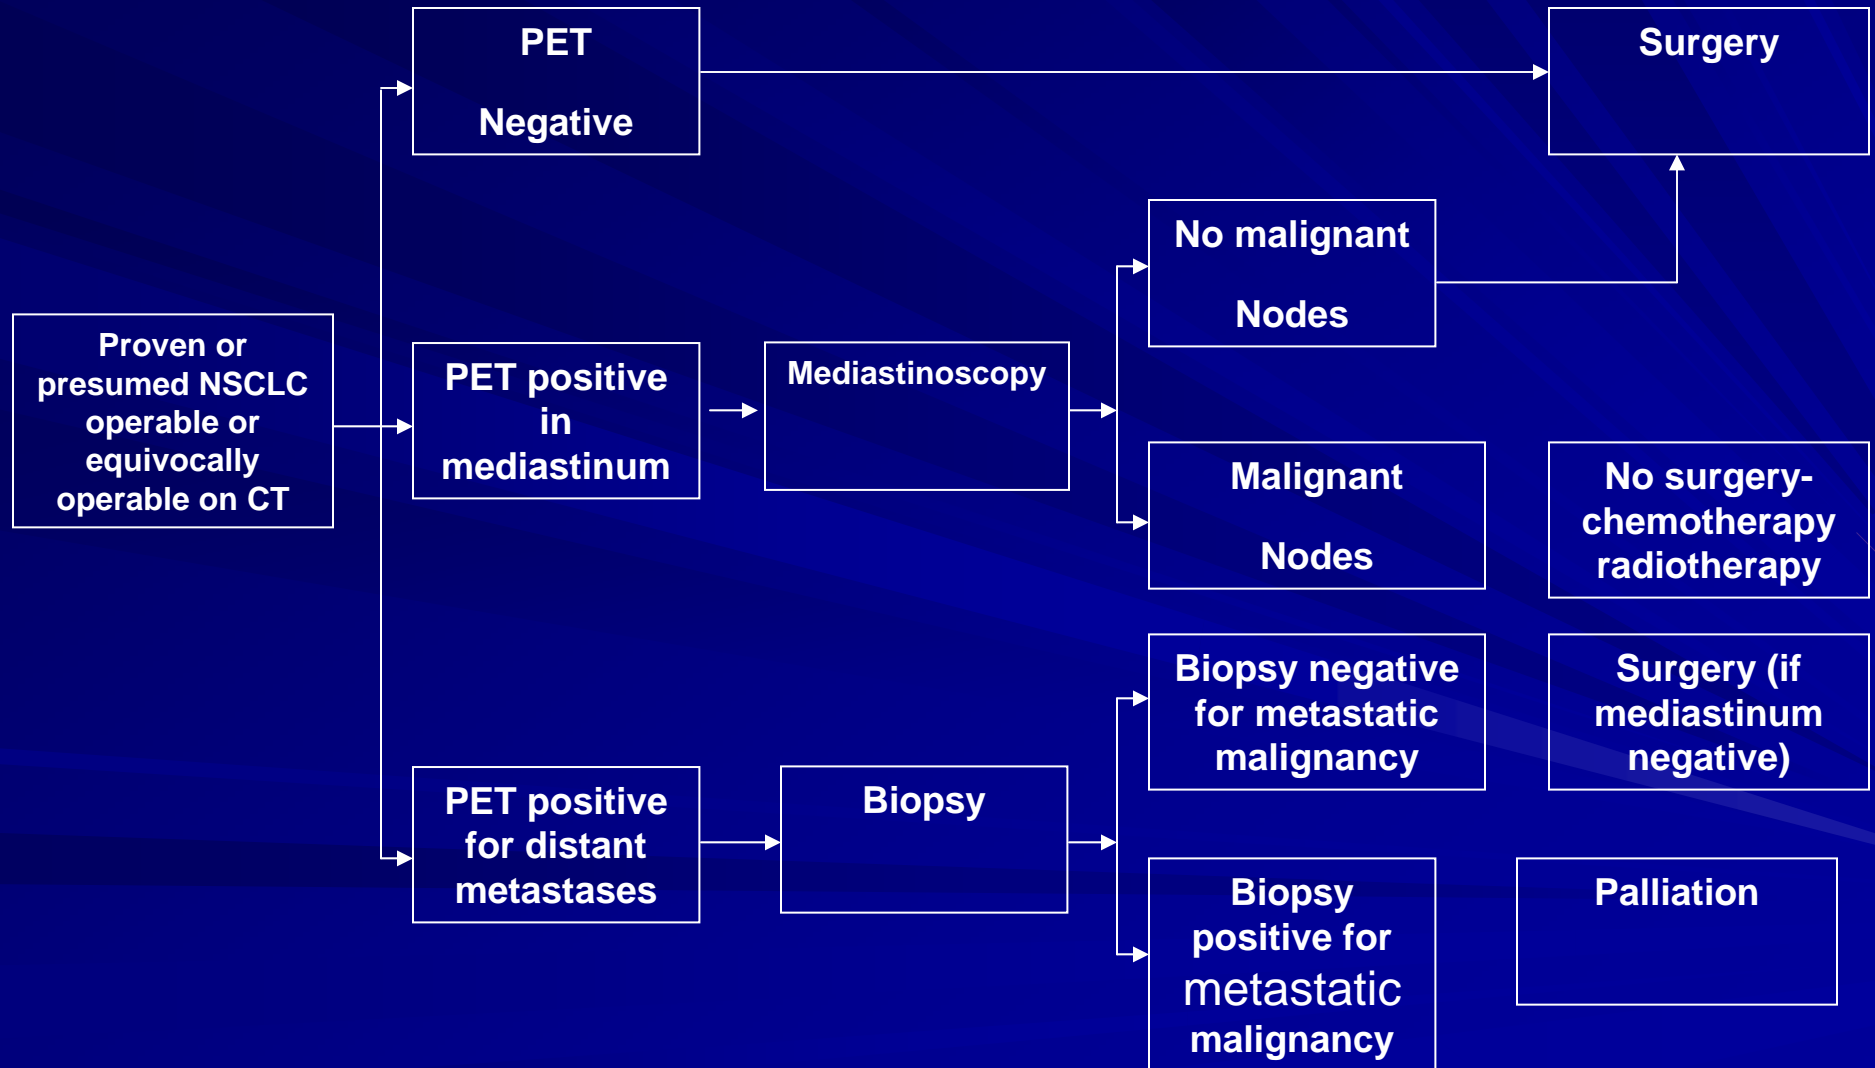 PET
Negative
Surgery
No malignant
Nodes
Proven or
presumed NSCLC
operable or
equivocally
operable on CT
PET positive
in
mediastinum
Mediastinoscopy
Malignant
Nodes
No surgery-
chemotherapy
radiotherapy
Biopsy negative
for metastatic
malignancy
Surgery (if
mediastinum
negative)
PET positive
for distant
metastases
Biopsy
Biopsy
positive for
metastatic
malignancy
Palliation